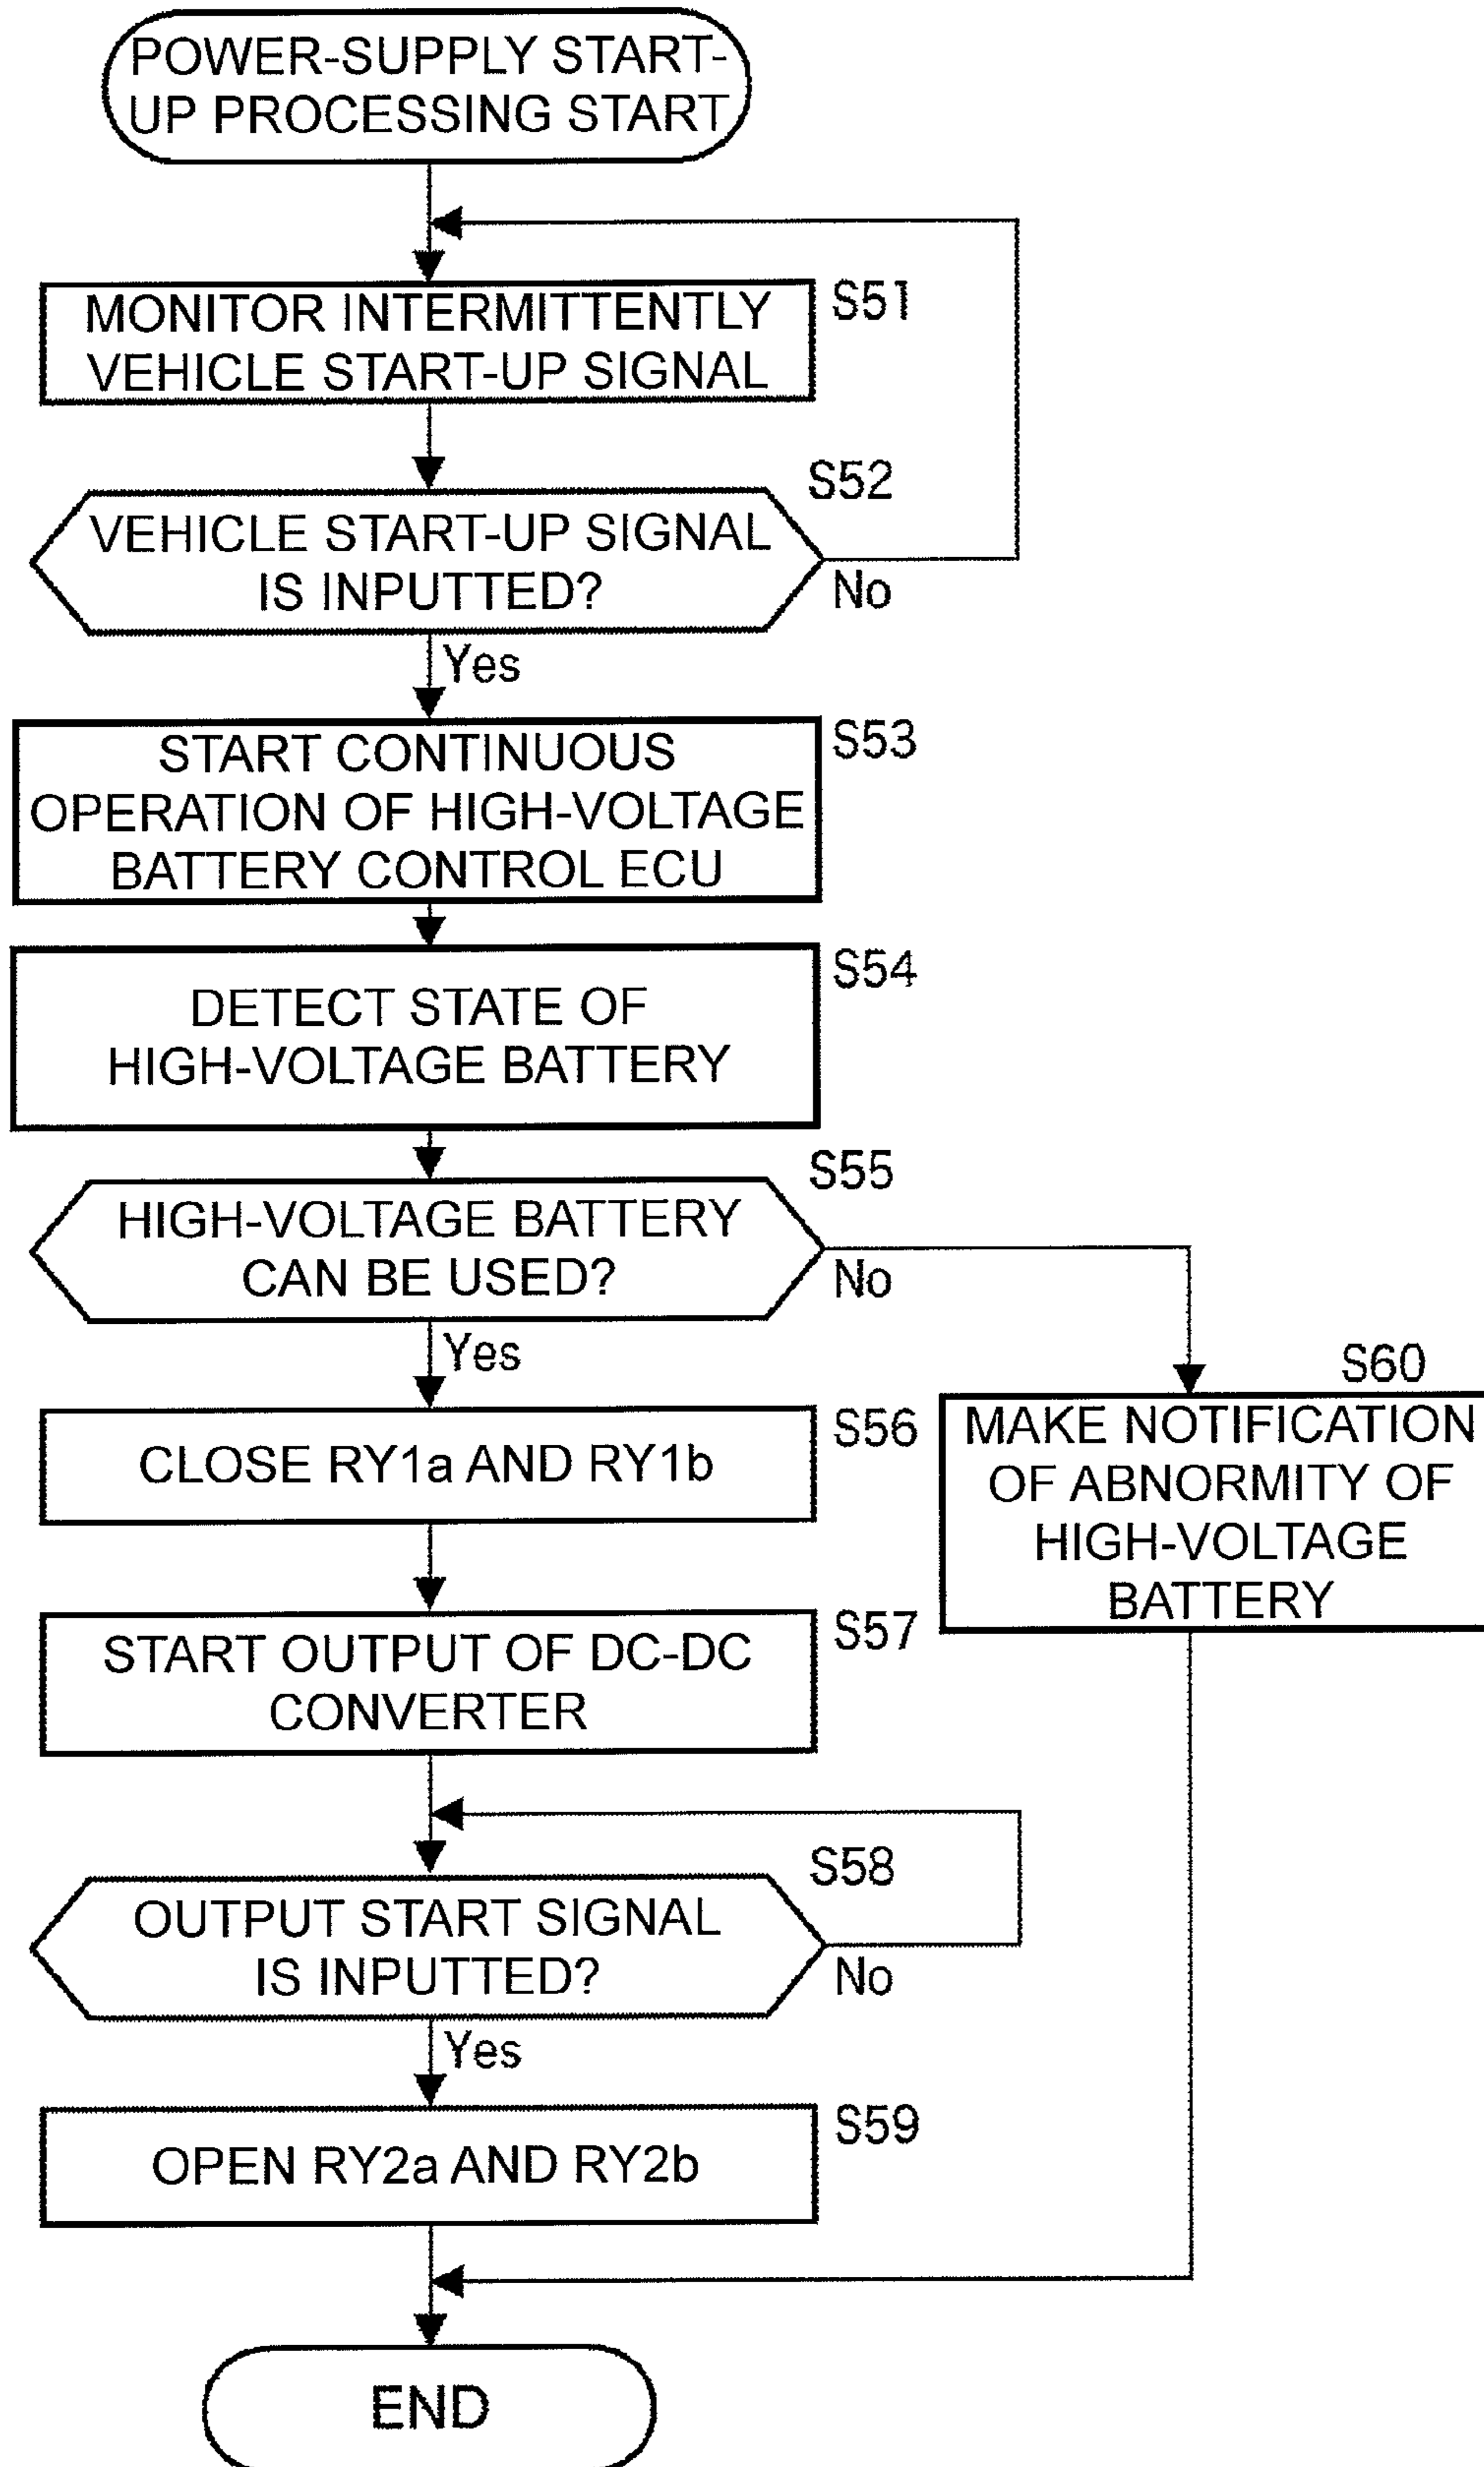 POWER-SUPPLY START-
UP PROCESSING START
MONITOR INTERMITTENTLY
VEHICLE START-UP SIGNAL
S51
VEHICLE START-UP SIGNAL
IS INPUTTED?
S52
No
Yes
START CONTINUOUS
OPERATION OF HIGH-VOLTAGE
BATTERY CONTROL ECU
S53
DETECT STATE OF
HIGH-VOLTAGE BATTERY
S54
HIGH-VOLTAGE BATTERY
CAN BE USED?
S55
No
Yes
S60
MAKE NOTIFICATION
OF ABNORMITY OF
HIGH-VOLTAGE
BATTERY
CLOSE RY1a AND RY1b
S56
START OUTPUT OF DC-DC
CONVERTER
S57
OUTPUT START SIGNAL
IS INPUTTED?
S58
No
Yes
OPEN RY2a AND RY2b
S59
END